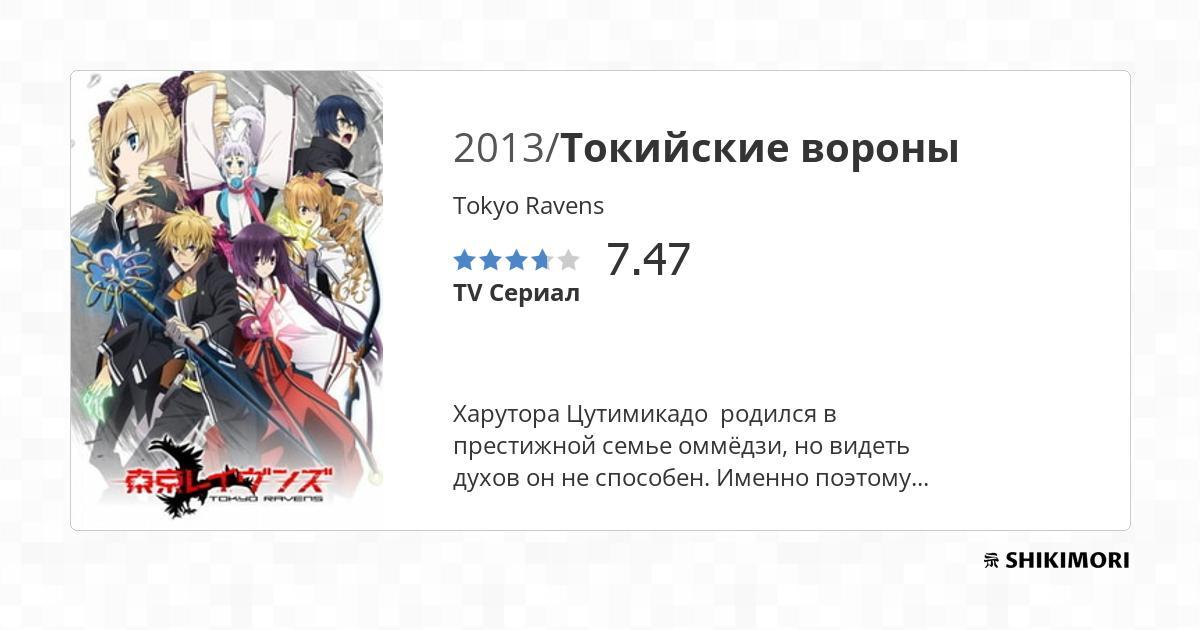 2013/Токийские вороны
Tokyo Ravens
7.47
TV Сериал
Харутора Цутимикадо  родился в
престижной семье оммёдзи, но видеть
духов он не способен. Именно поэтому...
東京レイヴンズ
TOKYO RAVENS
SHIKIMORI